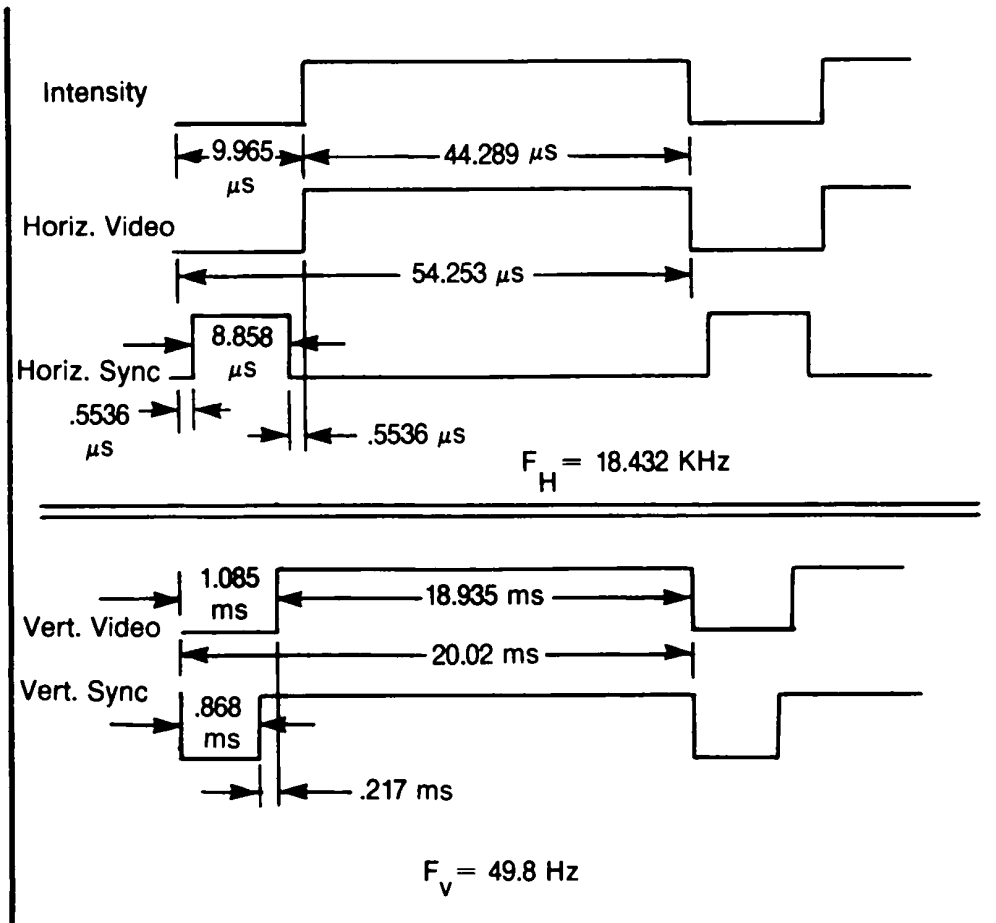 Intensity
9.965
μs
44.289 μs
Horiz. Video
54.253 μs
8.858
μs
Horiz. Sync
.5536
μs
.5536 μs
F_H = 18.432 KHz
1.085
ms
18.935 ms
Vert. Video
20.02 ms
Vert. Sync
.868
ms
.217 ms
F_v = 49.8 Hz